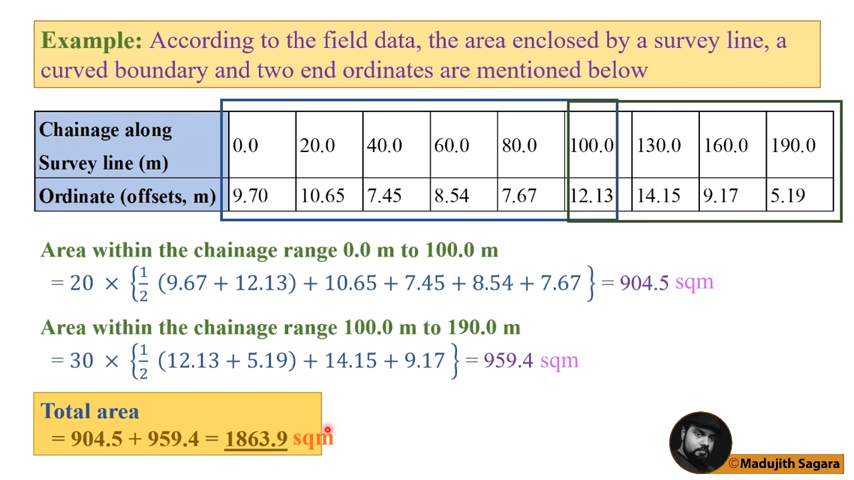 Example: According to the field data, the area enclosed by a survey line, a
curved boundary and two end ordinates are mentioned below
Chainage along
Survey line (m) 0.0 20.0 40.0 60.0 80.0 100.0 130.0 160.0 190.0
Ordinate (offsets, m) 9.70 10.65 7.45 8.54 7.67 12.13 14.15 9.17 5.19
Area within the chainage range 0.0 m to 100.0 m
= 20 × {1/2 (9.67 + 12.13) + 10.65 + 7.45 + 8.54 + 7.67 } = 904.5 sqm
Area within the chainage range 100.0 m to 190.0 m
= 30 × {1/2 (12.13 + 5.19) + 14.15 + 9.17 } = 959.4 sqm
Total area
= 904.5 + 959.4 = 1863.9 sqm
©Madujith Sagara